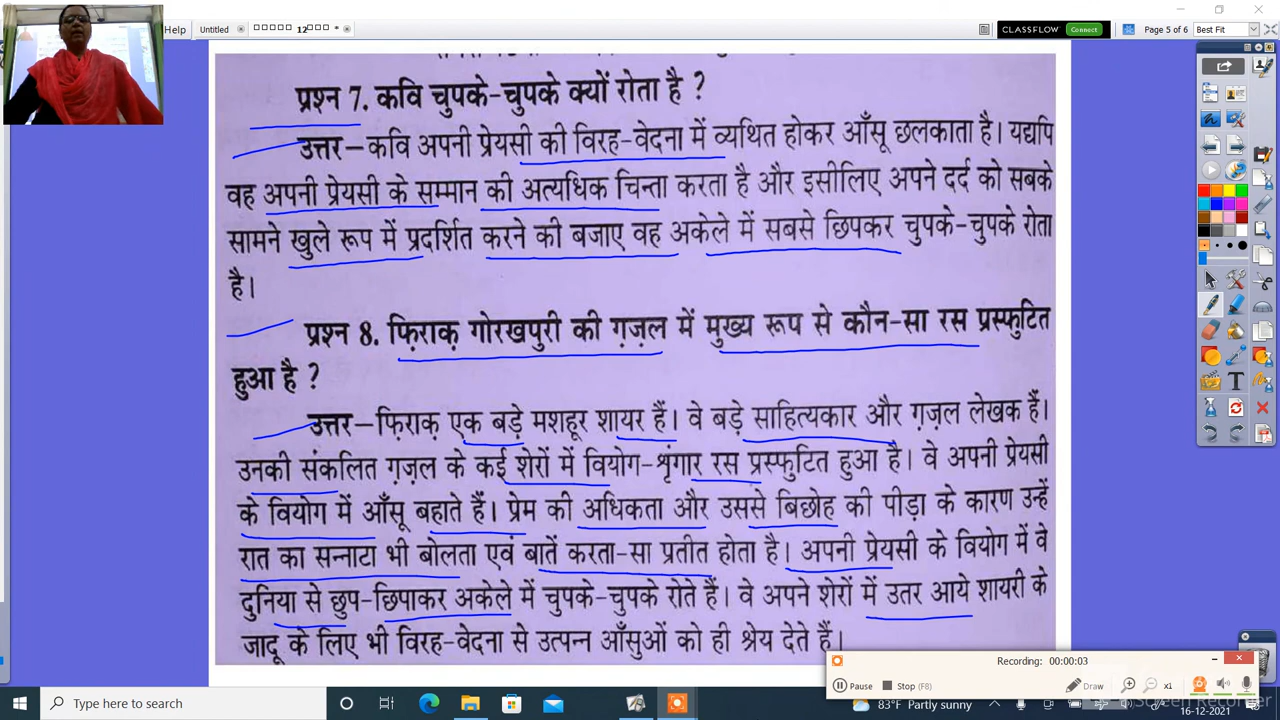 Help
Untitled
12
CLASSFLOW Connect
Page 5 of 6
Best Fit
प्रश्न 7. कवि चुपके-चुपके क्यों रोता है ?
उत्तर – कवि अपनी प्रेयसी की विरह-वेदना में व्यथित होकर आँसू छलकाता है। यद्यपि
वह अपनी प्रेयसी के सम्मान की अत्यधिक चिन्ता करता है और इसीलिए अपने दर्द को सबके
सामने खुले रूप में प्रदर्शित करने की बजाए वह अकेले में सबसे छिपकर चुपके-चुपके रोता
है।
प्रश्न 8. फ़िराक़ गोरखपुरी की ग़ज़ल में मुख्य रूप से कौन-सा रस प्रस्फुटित
हुआ है ?
उत्तर – फ़िराक़ एक बड़े मशहूर शायर हैं। वे बड़े साहित्यकार और ग़ज़ल लेखक हैं।
उनकी संकलित ग़ज़ल के कई शेरों में वियोग-श्रृंगार रस प्रस्फुटित हुआ है। वे अपनी प्रेयसी
के वियोग में आँसू बहाते हैं। प्रेम की अधिकता और उससे बिछोह की पीड़ा के कारण उन्हें
रात का सन्नाटा भी बोलता एवं बातें करता-सा प्रतीत होता है। अपनी प्रेयसी के वियोग में वे
दुनिया से छुप-छिपाकर अकेले में चुपके-चुपके रोते हैं। वे अपने शेरों में उतर आये शायरी के
जादू के लिए भी विरह-वेदना से उत्पन्न आँसुओं को ही श्रेय देते हैं।
Recording: 00:00:03
Pause
Stop (F8)
Draw
x1
Type here to search
83°F Partly sunny
16-12-2021
Screen Recorder